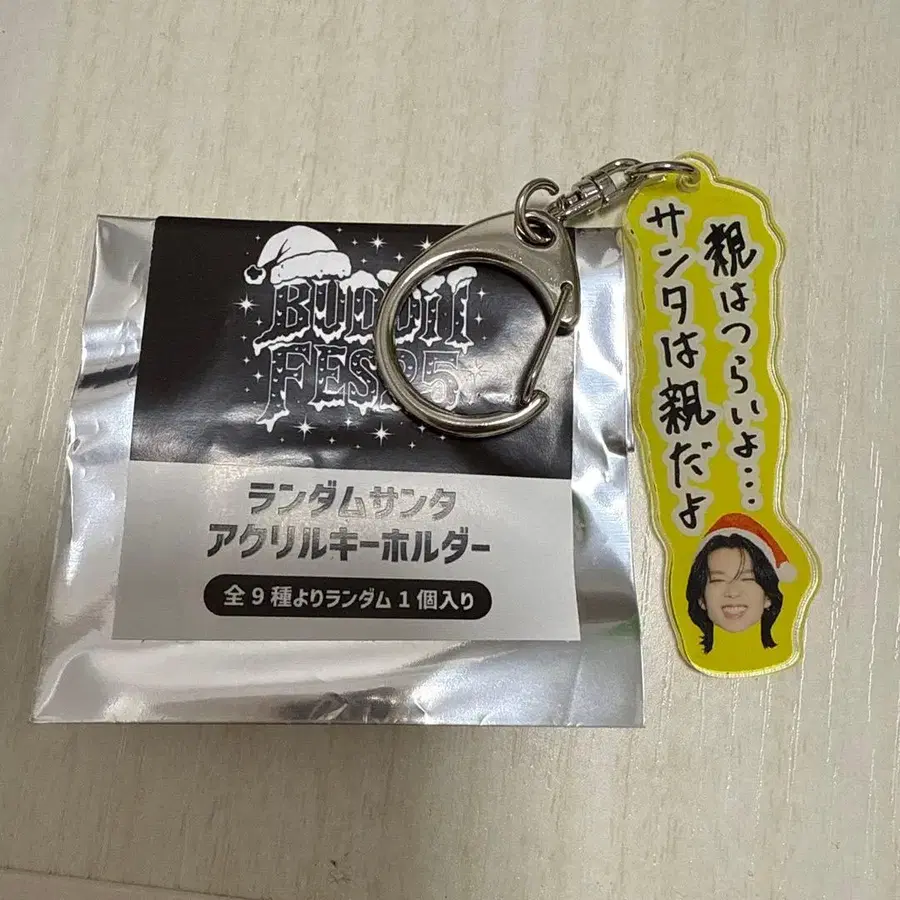 BUDDiiS
FES25
ランダムサンタ
アクリルキーホルダー
全9種よりランダム1個入り
親はつらいよ…
サンタは親だよ